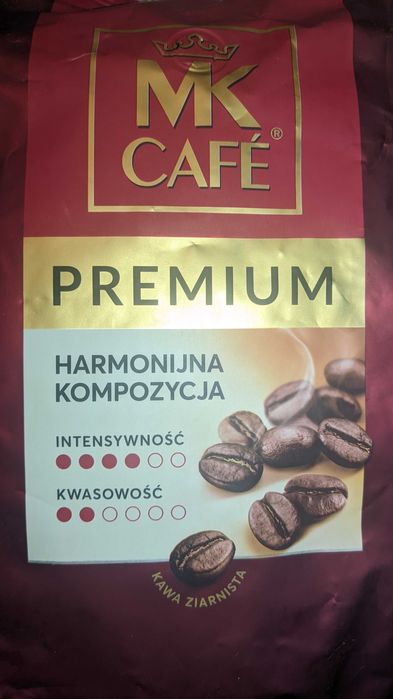 MK
CAFÉ®
PREMIUM
HARMONIJNA
KOMPOZYCJA
INTENSYWNOŚĆ
KWASOWOŚĆ
KAWA ZIARNISTA